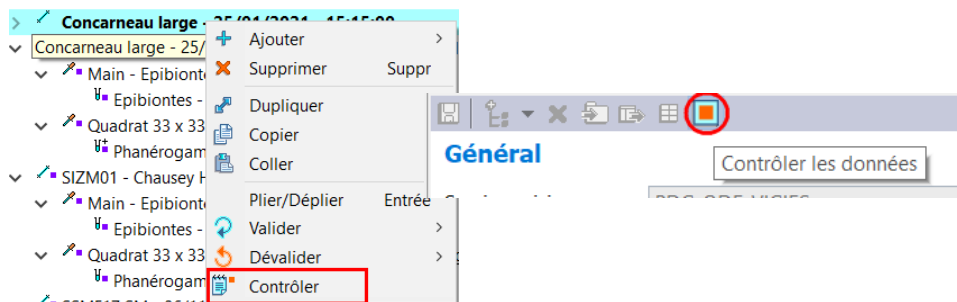 Concarneau large - 25/01/2021 - 15:15:00
Concarneau large - 25/
Main - Epibionte
Epibiontes -
Quadrat 33 x 33
Phanérogam
SIZM01 - Chausey H
Main - Epibionte
Epibiontes -
Quadrat 33 x 33
Phanérogam
Ajouter
Supprimer Suppr
Dupliquer
Copier
Coller
Plier/Déplier Entrée
Valider
Dévalider
Contrôler
Général
Contrôler les données